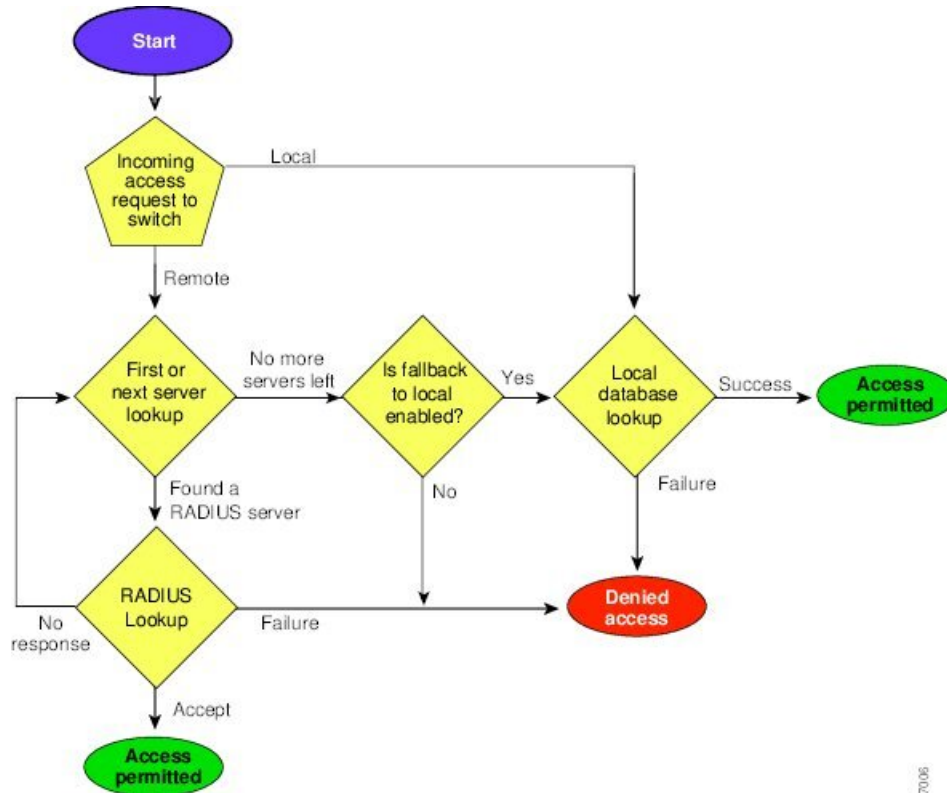 Start
Incoming
access
request to
switch
Local
Remote
First or
next server
lookup
No more
servers left
Is fallback
to local
enabled?
Yes
Local
database
lookup
Success
Access
permitted
Found a
RADIUS server
No
Failure
RADIUS
Lookup
No
response
Failure
Denied
access
Accept
Access
permitted